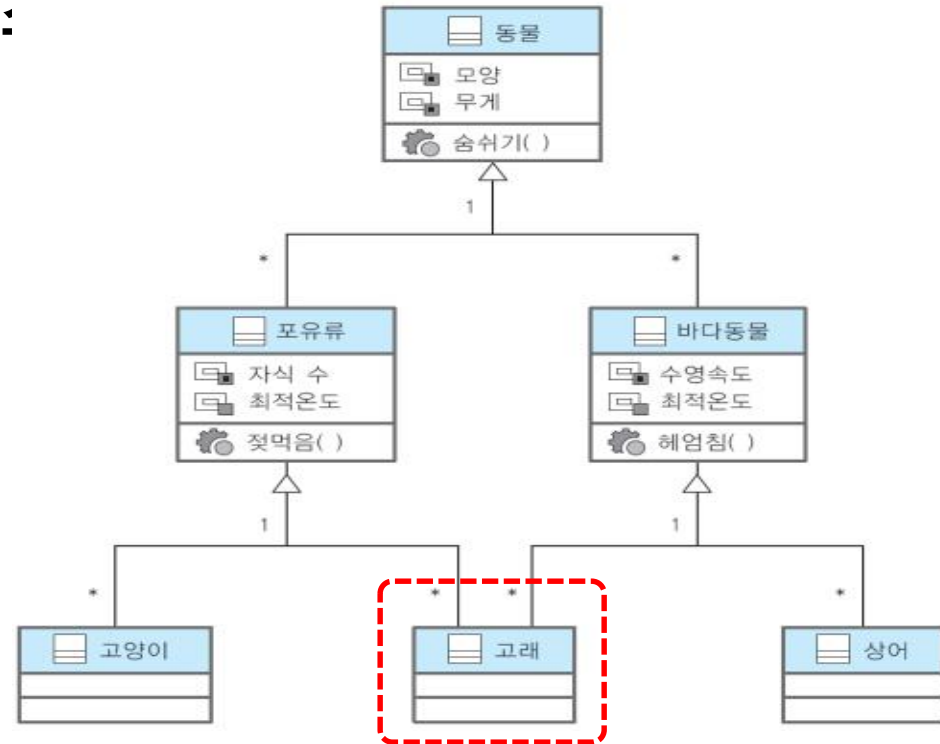 동물
모양
무게
숨쉬기( )
1
* *
포유류 바다동물
자식 수 수영속도
최적온도 최적온도
젖먹음( ) 헤엄침( )
1 1
* * * *
고양이 고래 상어